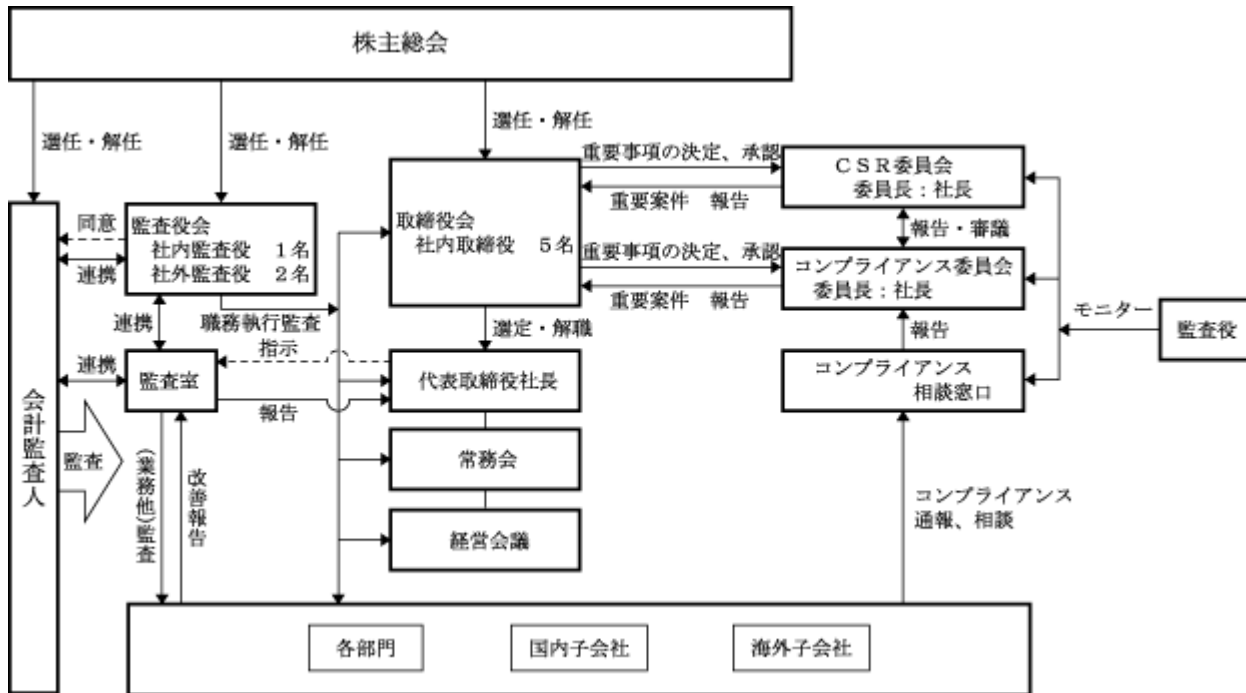 株主総会
選任・解任
選任・解任
選任・解任
重要事項の決定、承認
重要案件　報告
CSR委員会
委員長：社長
同意
連携
監査役会
社内監査役　1名
社外監査役　2名
取締役会
社内取締役　5名
報告・審議
重要事項の決定、承認
重要案件　報告
コンプライアンス委員会
委員長：社長
連携
職務執行監査
選定・解職
報告
モニター
監査役
指示
連携
監査室
代表取締役社長
コンプライアンス
相談窓口
報告
会計監査人
監査
常務会
(業務他)監査
改善報告
コンプライアンス
通報、相談
経営会議
各部門
国内子会社
海外子会社